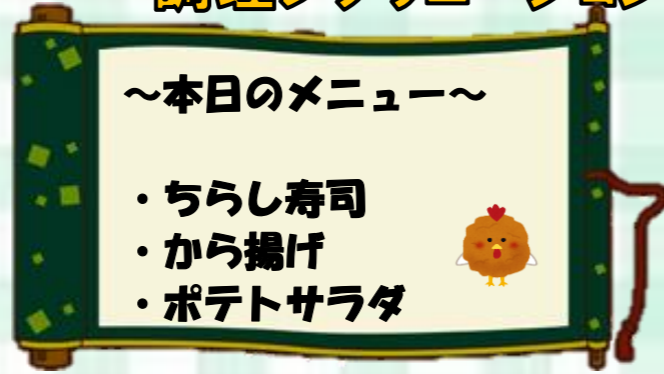 〜本日のメニュー〜
・ちらし寿司
・から揚げ
・ポテトサラダ